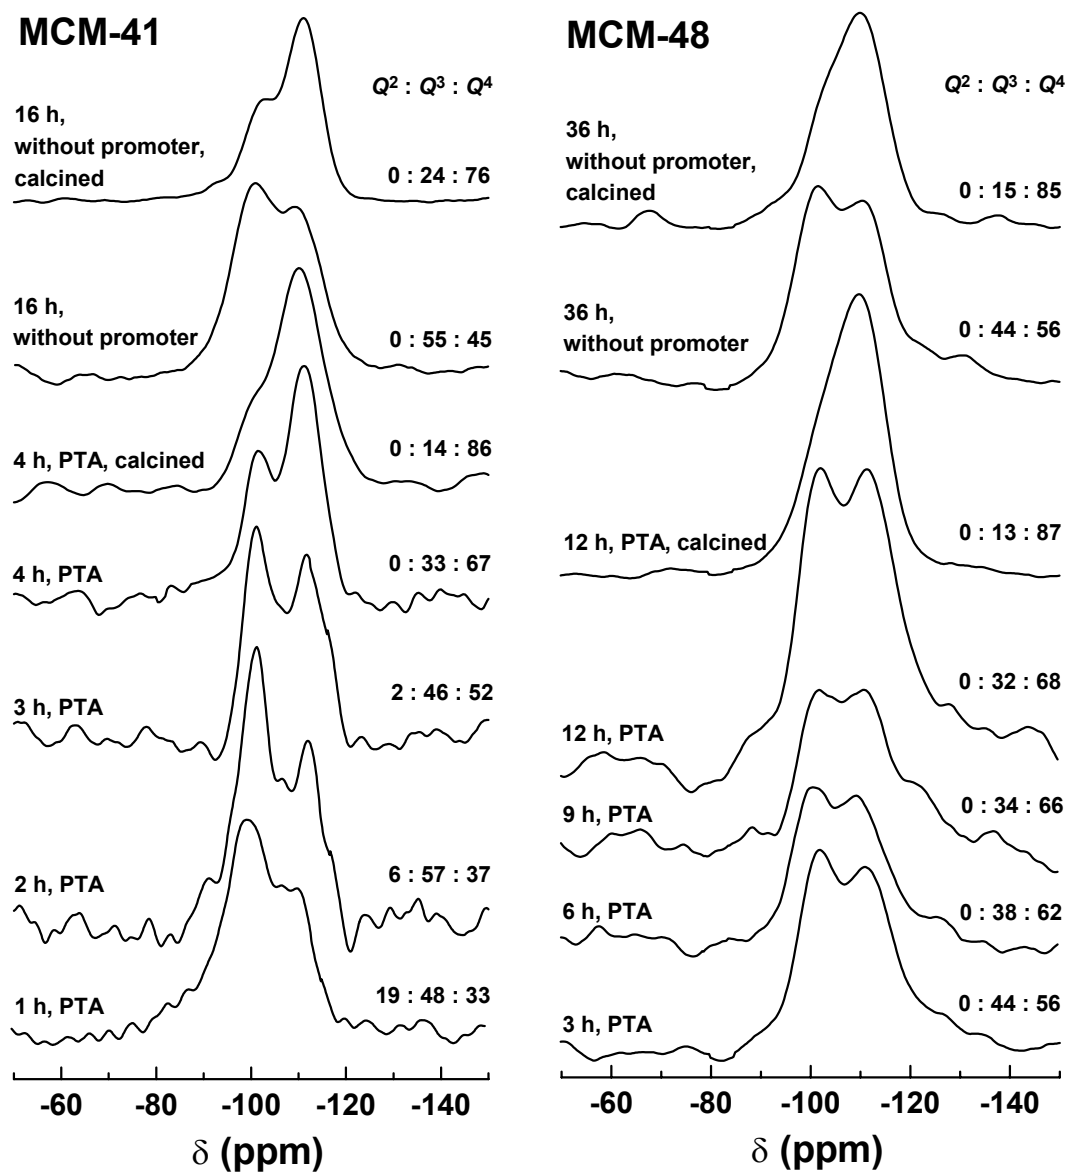 MCM-41
Q² : Q³ : Q⁴
16 h,
without promoter,
calcined
0 : 24 : 76
16 h,
without promoter
0 : 55 : 45
4 h, PTA, calcined
0 : 14 : 86
4 h, PTA
0 : 33 : 67
3 h, PTA
2 : 46 : 52
2 h, PTA
6 : 57 : 37
1 h, PTA
19 : 48 : 33
-60 -80 -100 -120 -140
δ (ppm)
MCM-48
Q² : Q³ : Q⁴
36 h,
without promoter,
calcined
0 : 15 : 85
36 h,
without promoter
0 : 44 : 56
12 h, PTA, calcined
0 : 13 : 87
12 h, PTA
0 : 32 : 68
9 h, PTA
0 : 34 : 66
6 h, PTA
0 : 38 : 62
3 h, PTA
0 : 44 : 56
-60 -80 -100 -120 -140
δ (ppm)